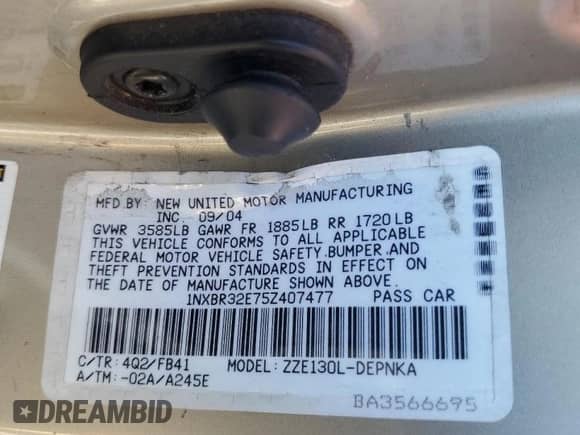 MFD BY: NEW UNITED MOTOR MANUFACTURING
INC. 09/04
GVWR 3585LB GAWR FR 1885LB RR 1720LB
THIS VEHICLE CONFORMS TO ALL APPLICABLE
FEDERAL MOTOR VEHICLE SAFETY, BUMPER, AND
THEFT PREVENTION STANDARDS IN EFFECT ON
THE DATE OF MANUFACTURE SHOWN ABOVE.
1NXBR32E75Z407477 PASS CAR
C/TR: 4Q2/FB41 MODEL: ZZE130L-DEPNKA
A/TM: -02A/A245E
BA3566695
DREAMBID